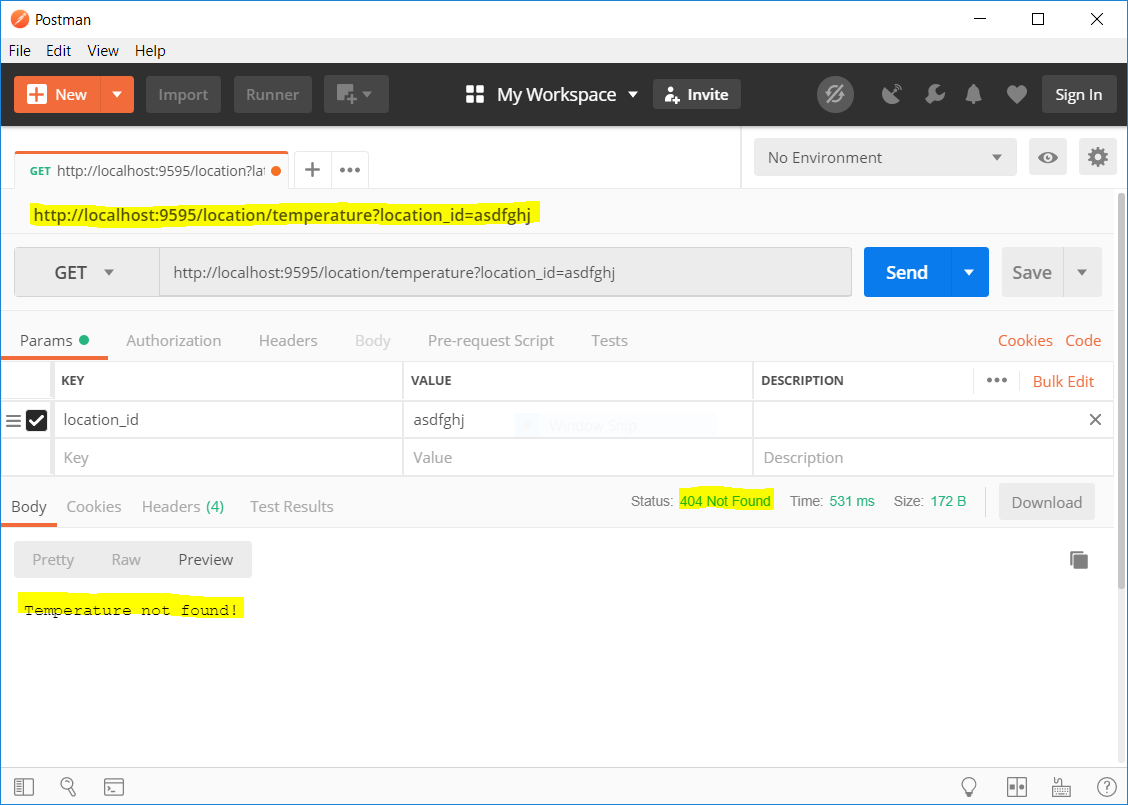 Postman
File Edit View Help
New Import Runner My Workspace Invite Sign In
GET http://localhost:9595/location?lat No Environment
http://localhost:9595/location/temperature?location_id=asdfghj
GET http://localhost:9595/location/temperature?location_id=asdfghj Send Save
Params Authorization Headers Body Pre-request Script Tests Cookies Code
KEY VALUE DESCRIPTION Bulk Edit
location_id asdfghj
Window Snip
Key Value Description
Body Cookies Headers (4) Test Results Status: 404 Not Found Time: 531 ms Size: 172 B Download
Pretty Raw Preview
Temperature not found!